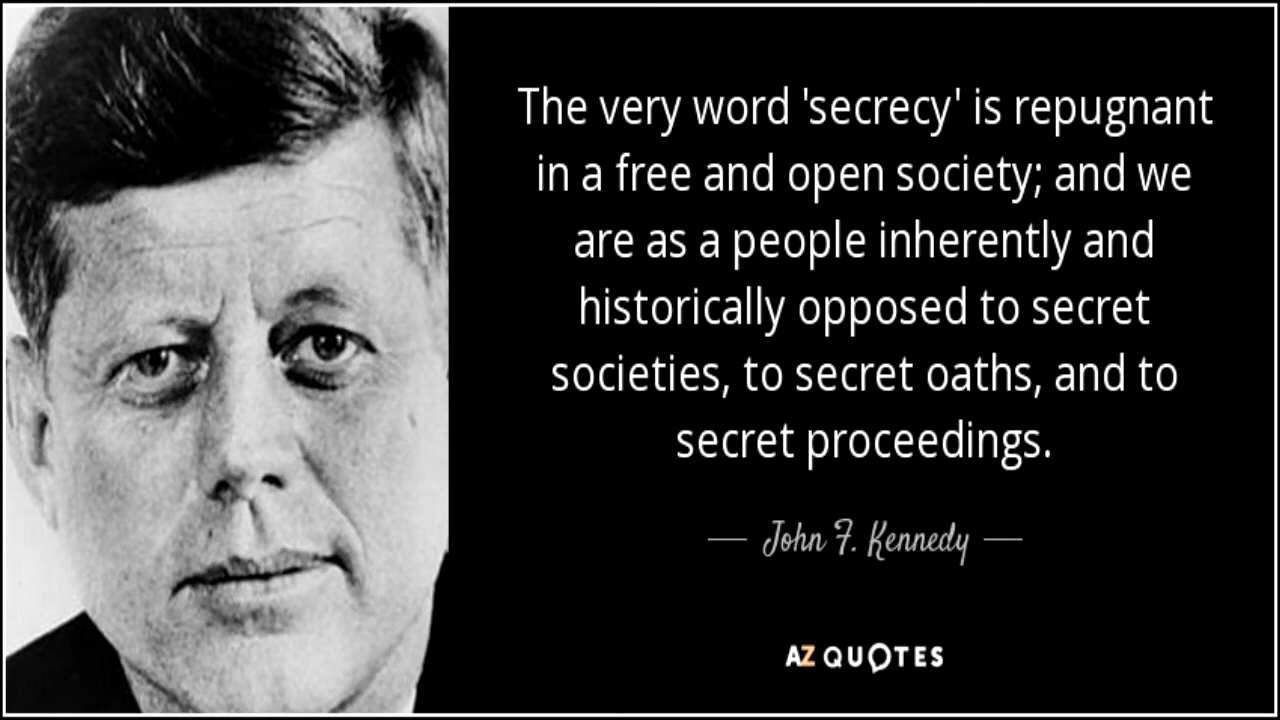 The very word 'secrecy' is repugnant
in a free and open society; and we
are as a people inherently and
historically opposed to secret
societies, to secret oaths, and to
secret proceedings.
John F. Kennedy
AZ QUOTES